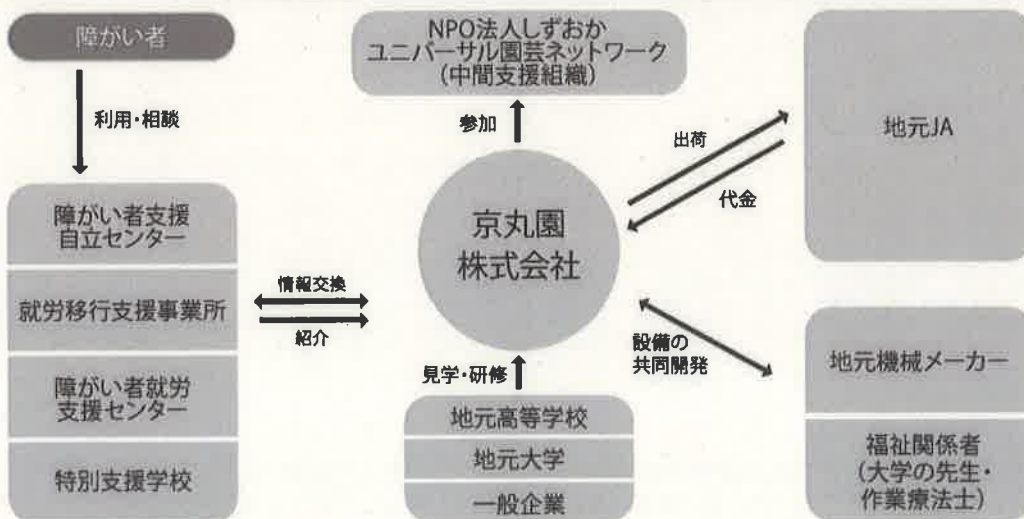 障がい者
利用・相談
障がい者支援
自立センター
就労移行支援事業所
障がい者就労
支援センター
特別支援学校
情報交換
紹介
NPO法人しずおか
ユニバーサル園芸ネットワーク
（中間支援組織）
参加
京丸園
株式会社
見学・研修
地元高等学校
地元大学
一般企業
出荷
代金
地元JA
設備の
共同開発
地元機械メーカー
福祉関係者
（大学の先生・
作業療法士）